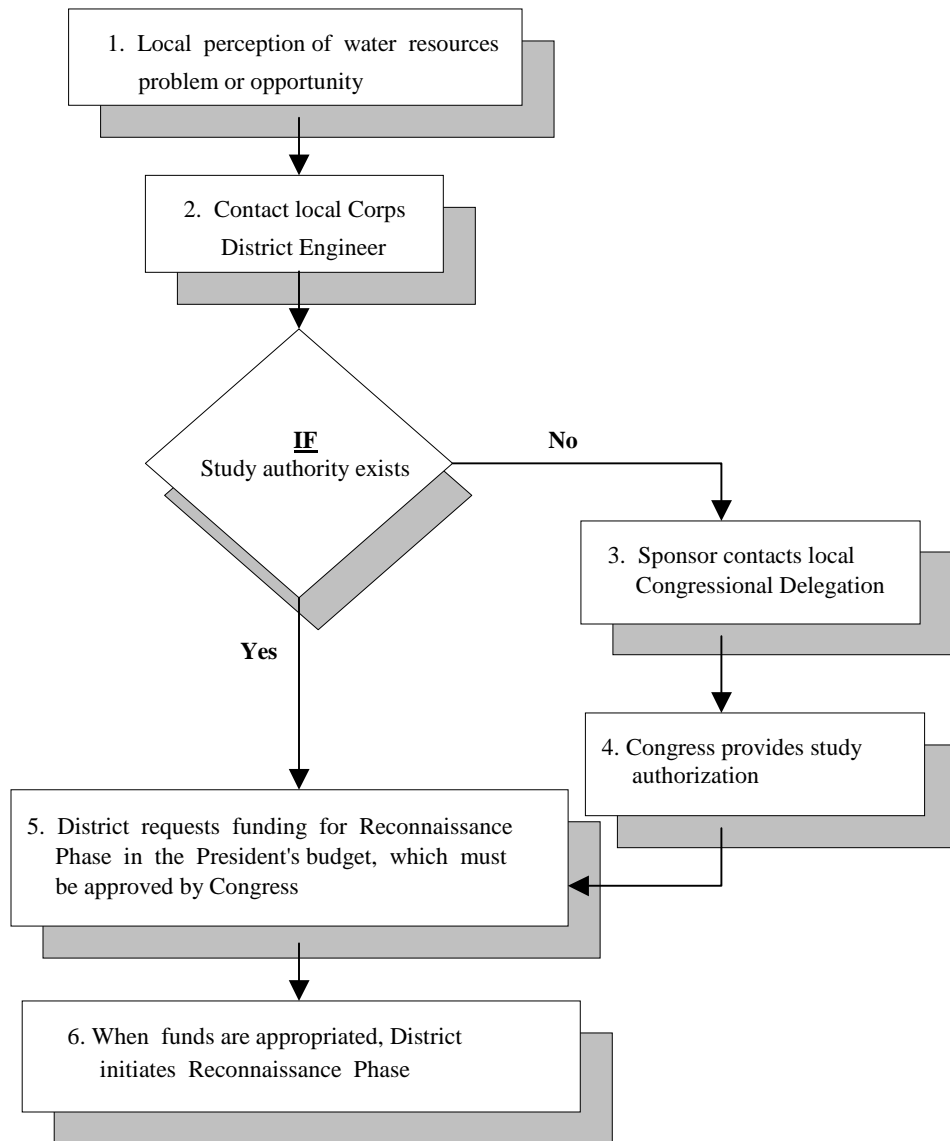 1. Local perception of water resources
problem or opportunity
2. Contact local Corps
District Engineer
IF
Study authority exists
No
3. Sponsor contacts local
Congressional Delegation
Yes
4. Congress provides study
authorization
5. District requests funding for Reconnaissance
Phase in the President's budget, which must
be approved by Congress
6. When funds are appropriated, District
initiates Reconnaissance Phase